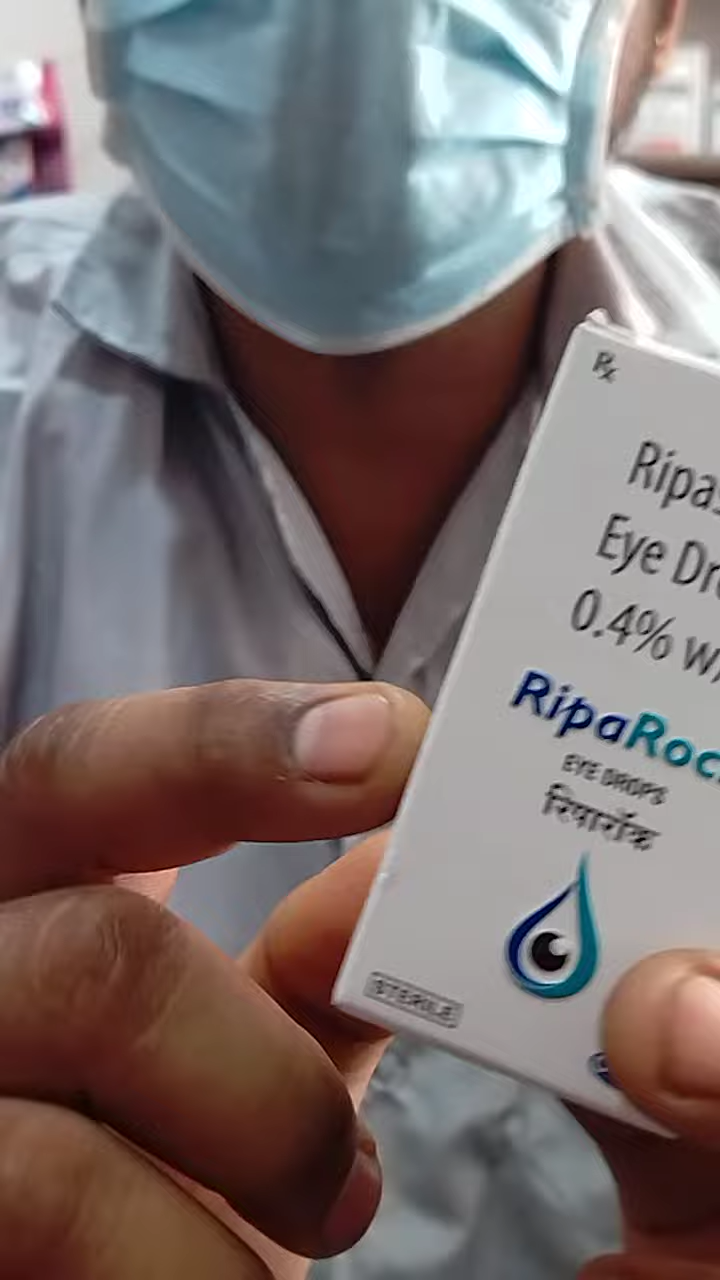 Rx
Ripas
Eye Dr
0.4% w/
RipaRoc
EYE DROPS
रिपारॉक
STERILE